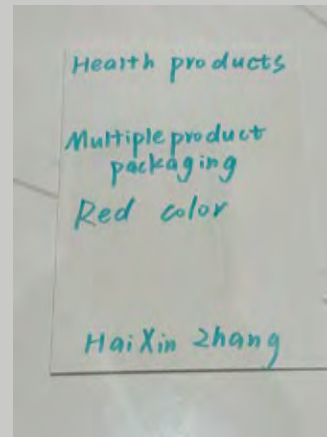 Health products
Multiple product
packaging
Red color
HaiXin Zhang